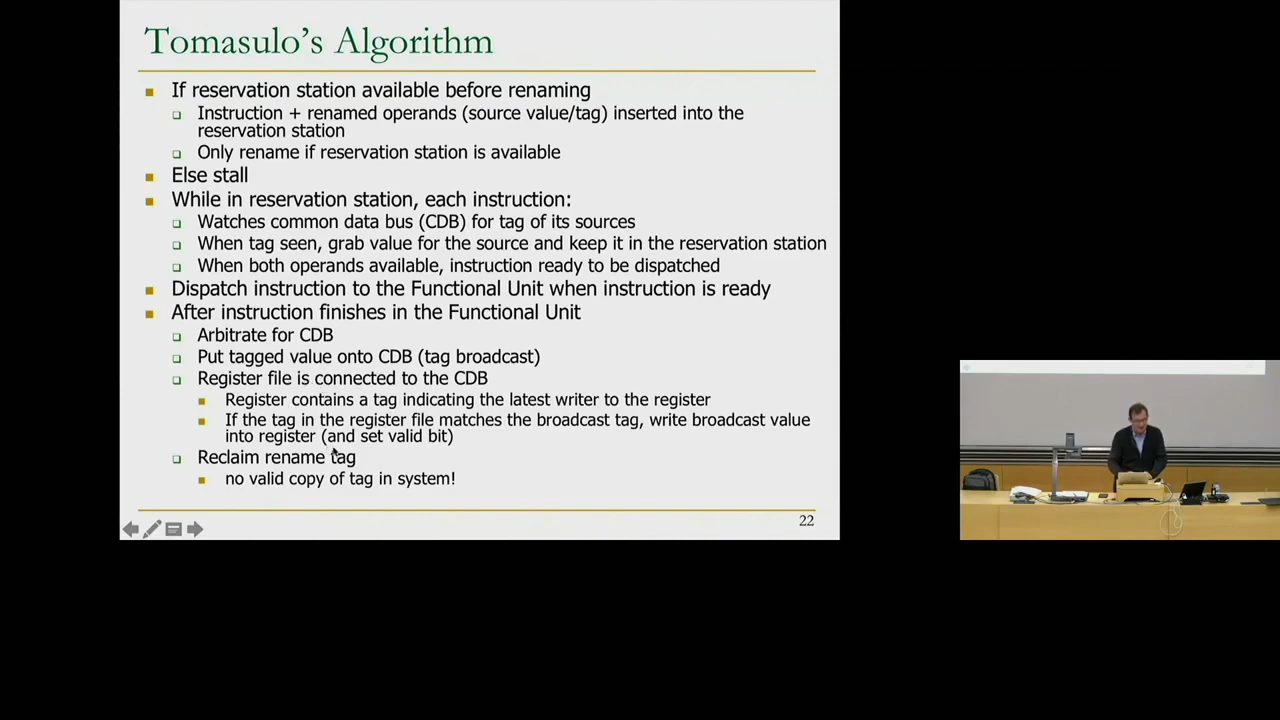 Tomasulo's Algorithm
If reservation station available before renaming
Instruction + renamed operands (source value/tag) inserted into the
reservation station
Only rename if reservation station is available
Else stall
While in reservation station, each instruction:
Watches common data bus (CDB) for tag of its sources
When tag seen, grab value for the source and keep it in the reservation station
When both operands available, instruction ready to be dispatched
Dispatch instruction to the Functional Unit when instruction is ready
After instruction finishes in the Functional Unit
Arbitrate for CDB
Put tagged value onto CDB (tag broadcast)
Register file is connected to the CDB
Register contains a tag indicating the latest writer to the register
If the tag in the register file matches the broadcast tag, write broadcast value
into register (and set valid bit)
Reclaim rename tag
no valid copy of tag in system!
22